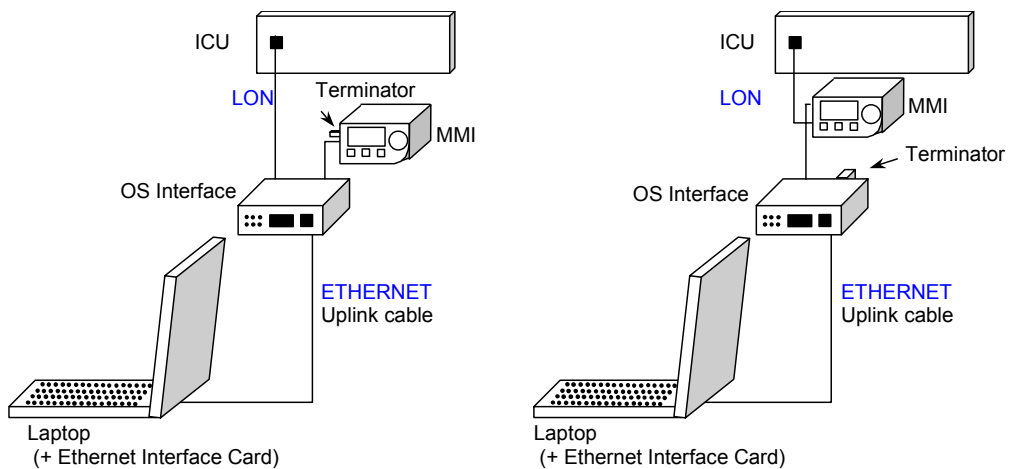 ICU
LON
Terminator
MMI
OS Interface
ETHERNET
Uplink cable
Laptop
(+ Ethernet Interface Card)
ICU
LON
MMI
Terminator
OS Interface
ETHERNET
Uplink cable
Laptop
(+ Ethernet Interface Card)